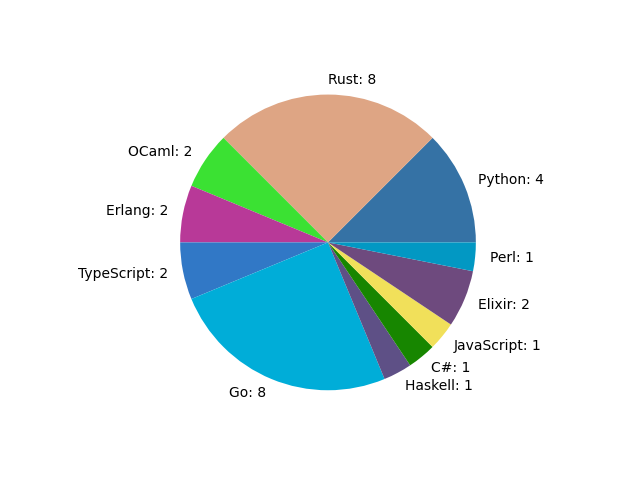 Rust: 8
OCaml: 2
Python: 4
Erlang: 2
Perl: 1
TypeScript: 2
Elixir: 2
JavaScript: 1
C#: 1
Haskell: 1
Go: 8